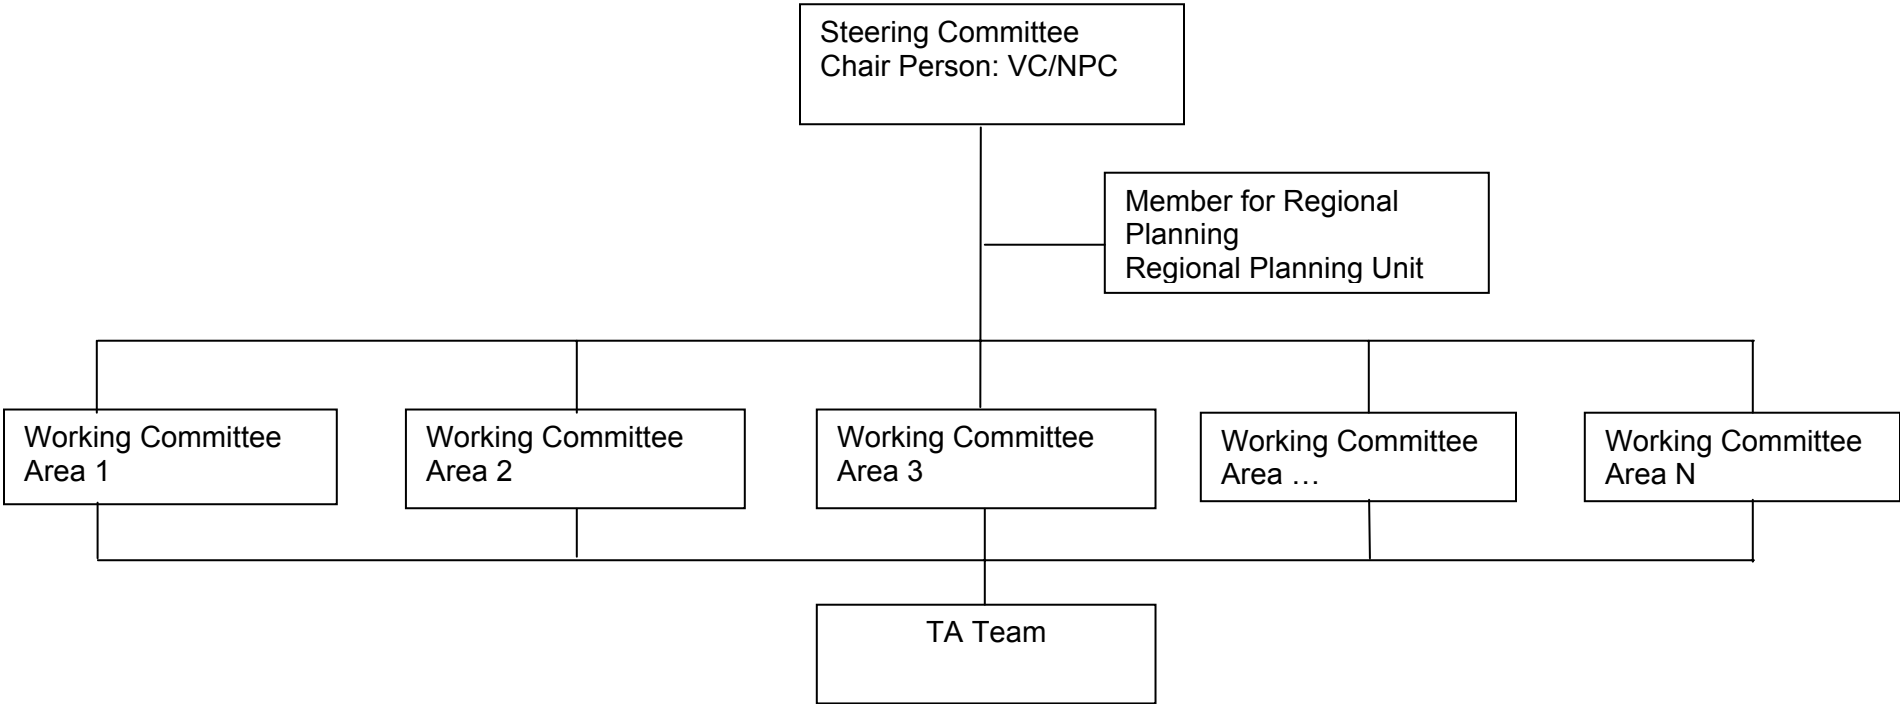 Steering Committee
Chair Person: VC/NPC
Member for Regional
Planning
Regional Planning Unit
Working Committee
Area 1
Working Committee
Area 2
Working Committee
Area 3
Working Committee
Area …
Working Committee
Area N
TA Team